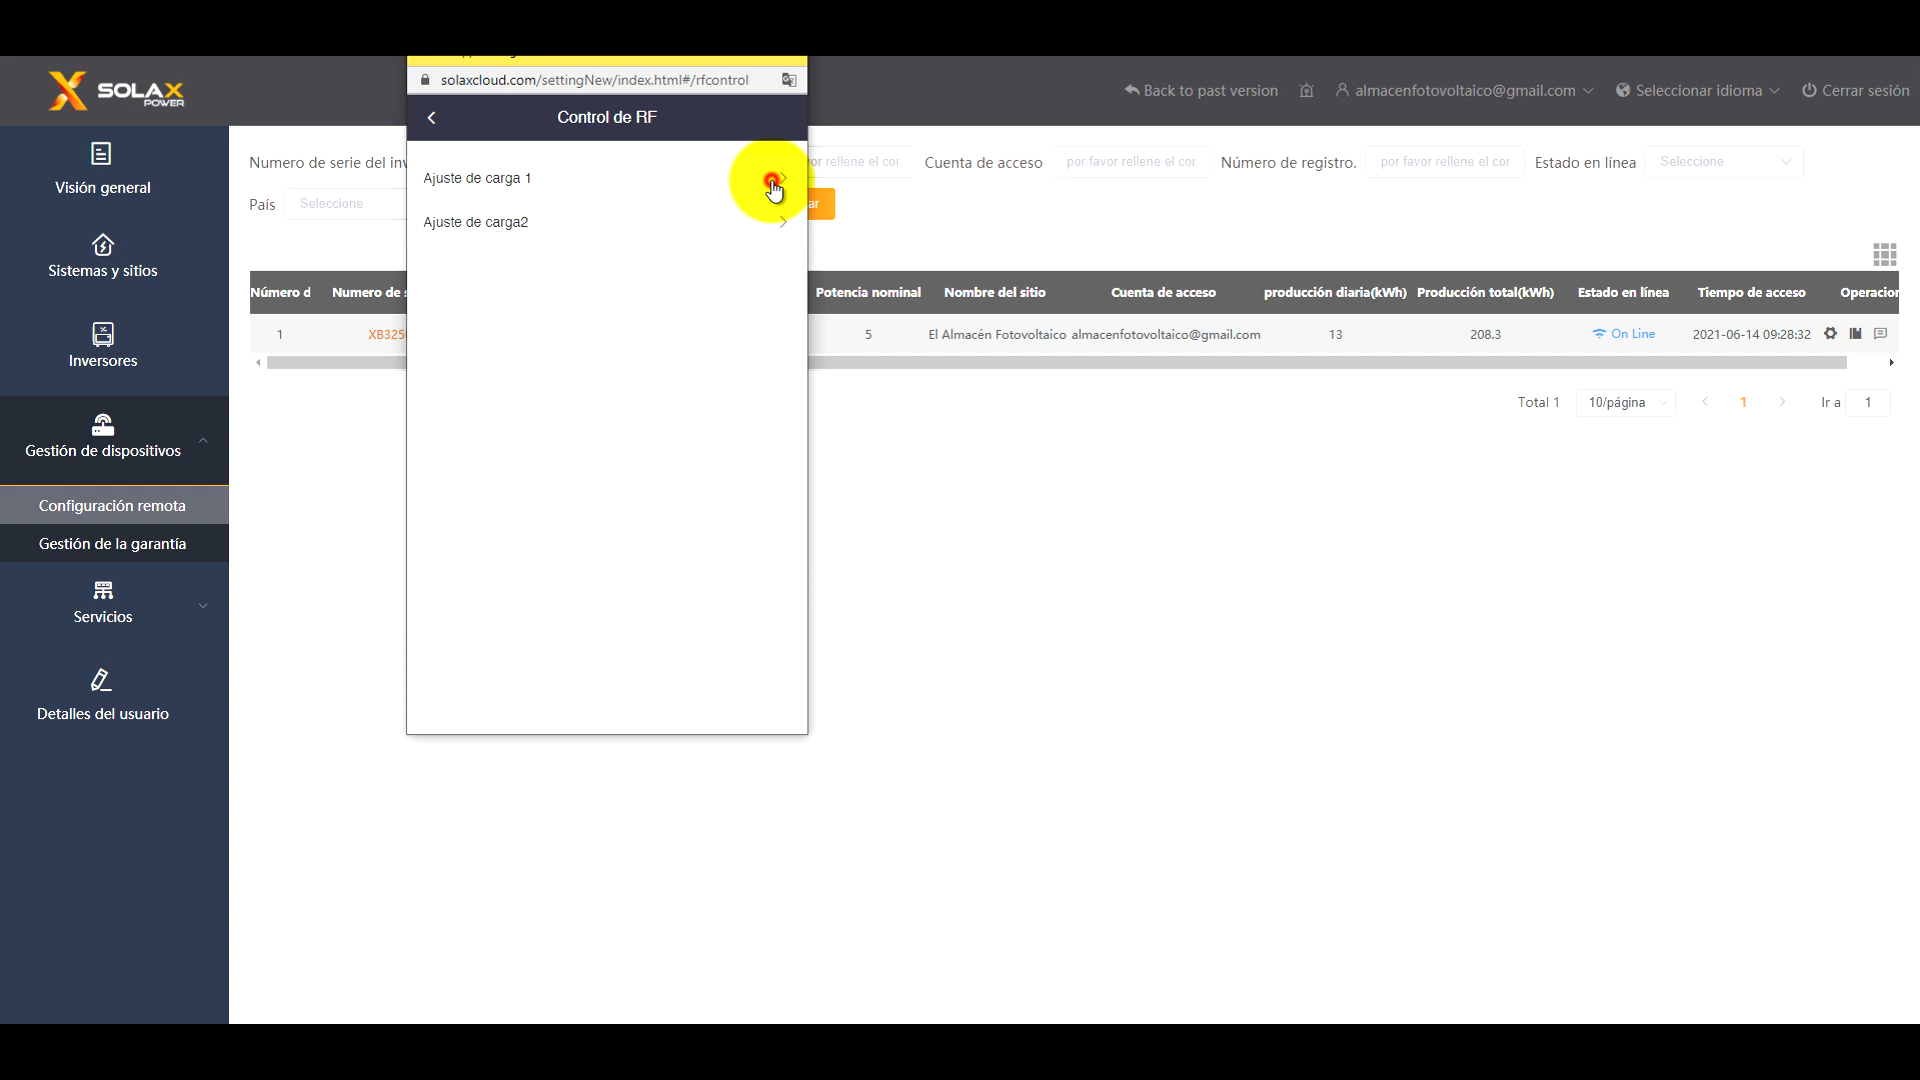 SOLAX
POWER
solaxcloud.com/settingNew/index.html#/rfcontrol
Back to past version
almacenfotovoltaico@gmail.com
Seleccionar idioma
Cerrar sesión
Control de RF
Visión general
Sistemas y sitios
Inversores
Gestión de dispositivos
Configuración remota
Gestión de la garantía
Servicios
Detalles del usuario
Ajuste de carga 1
Ajuste de carga2
Numero de serie del
rellene el
Cuenta de acceso
por favor rellene el cor
Número de registro.
por favor rellene el cor
Estado en línea
Seleccione
País
Seleccione
ar
Número d Numero de Potencia nominal Nombre del sitio Cuenta de acceso producción diaria(kWh) Producción total(kWh) Estado en línea Tiempo de acceso Operacior
1 XB325 5 El Almacén Fotovoltaico almacenfotovoltaico@gmail.com 13 208.3 On Line 2021-06-14 09:28:32
Total 1 10/página 1 Ir a 1